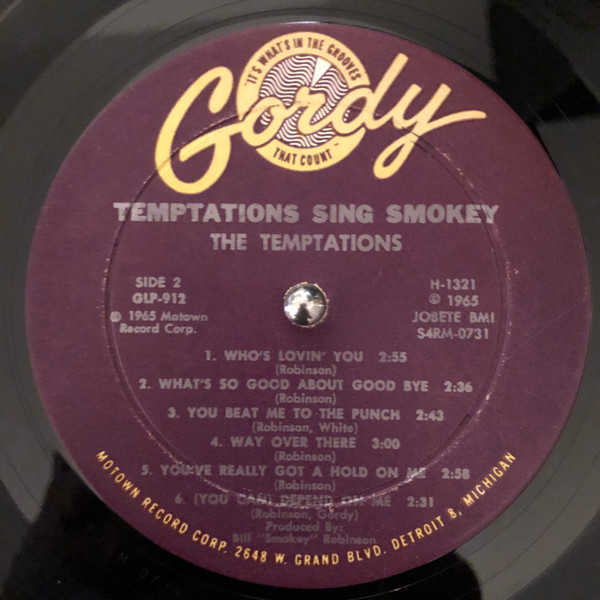 "IT'S WHAT'S IN THE GROOVES
Gordy
THAT COUNT"
TEMPTATIONS SING SMOKEY
THE TEMPTATIONS
SIDE 2
GLP-912
℗ 1965 Motown
Record Corp.
H-1321
© 1965
JOBETE BMI
S4RM-0731
1. WHO'S LOVIN' YOU 2:55
(Robinson)
2. WHAT'S SO GOOD ABOUT GOOD BYE 2:36
(Robinson)
3. YOU BEAT ME TO THE PUNCH 2:43
(Robinson, White)
4. WAY OVER THERE 3:00
(Robinson)
5. YOU'VE REALLY GOT A HOLD ON ME 2:58
(Robinson)
6. (YOU CAN) DEPEND ON ME 2:31
(Robinson, Gordy)
Produced By:
Bill "Smokey" Robinson
MOTOWN RECORD CORP. 2648 W. GRAND BLVD. DETROIT 8, MICHIGAN